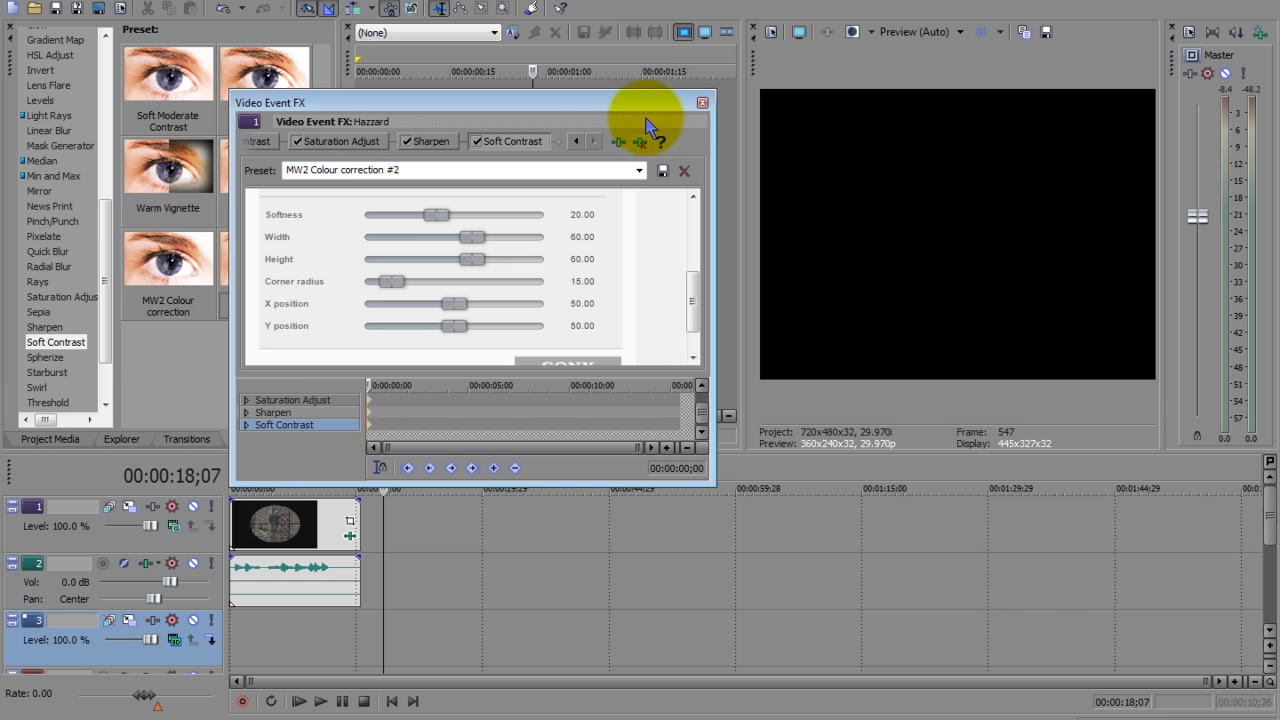 Gradient Map
HSL Adjust
Invert
Lens Flare
Levels
Light Rays
Linear Blur
Mask Generator
Median
Min and Max
Mirror
News Print
Pinch/Punch
Pixelate
Quick Blur
Radial Blur
Rays
Saturation Adjus
Sepia
Sharpen
Soft Contrast
Spherize
Starburst
Swirl
Threshold
Preset:
Soft Moderate
Contrast
Warm Vignette
MW2 Colour
correction
Project Media
Explorer
Transitions
(None)
00:00:00:00
00:00:00:15
00:00:01:00
00:00:01:15
Video Event FX
1
Video Event FX: Hazzard
ntrast
Saturation Adjust
Sharpen
Soft Contrast
Preset:
MW2 Colour correction #2
Softness
20.00
Width
60.00
Height
60.00
Corner radius
15.00
X position
50.00
Y position
50.00
0:00:00:00
00:00:05:00
00:00:10:00
00:00
Saturation Adjust
Sharpen
Soft Contrast
00:00:00;00
Preview (Auto)
Project: 720x480x32, 29.970i
Frame: 547
Preview: 360x240x32, 29.970p
Display: 445x327x32
Master
-8.4
-48.2
3
6
9
12
15
18
21
24
27
30
33
36
39
42
45
48
51
54
57
0.0
0.0
00:00:18;07
00:00:29;29
00:00:44;29
00:00:59:28
00:01:15:00
00:01:29:29
00:01:44:29
00:0
1
Level: 100.0 %
2
Vol: 0.0 dB
Pan: Center
3
Level: 100.0 %
Rate: 0.00
00:00:18;07
00:00:10;26